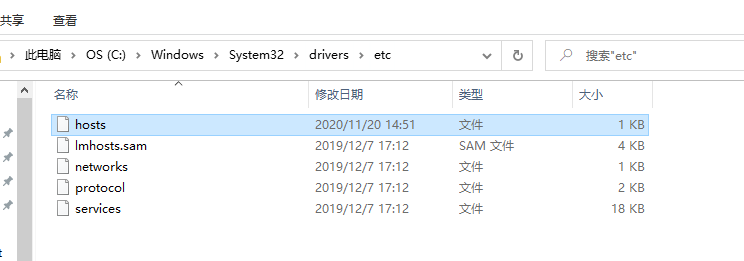 共享 查看
此电脑 OS (C:) Windows System32 drivers etc 搜索"etc"
名称 修改日期 类型 大小
hosts 2020/11/20 14:51 文件 1 KB
lmhosts.sam 2019/12/7 17:12 SAM 文件 4 KB
networks 2019/12/7 17:12 文件 1 KB
protocol 2019/12/7 17:12 文件 2 KB
services 2019/12/7 17:12 文件 18 KB